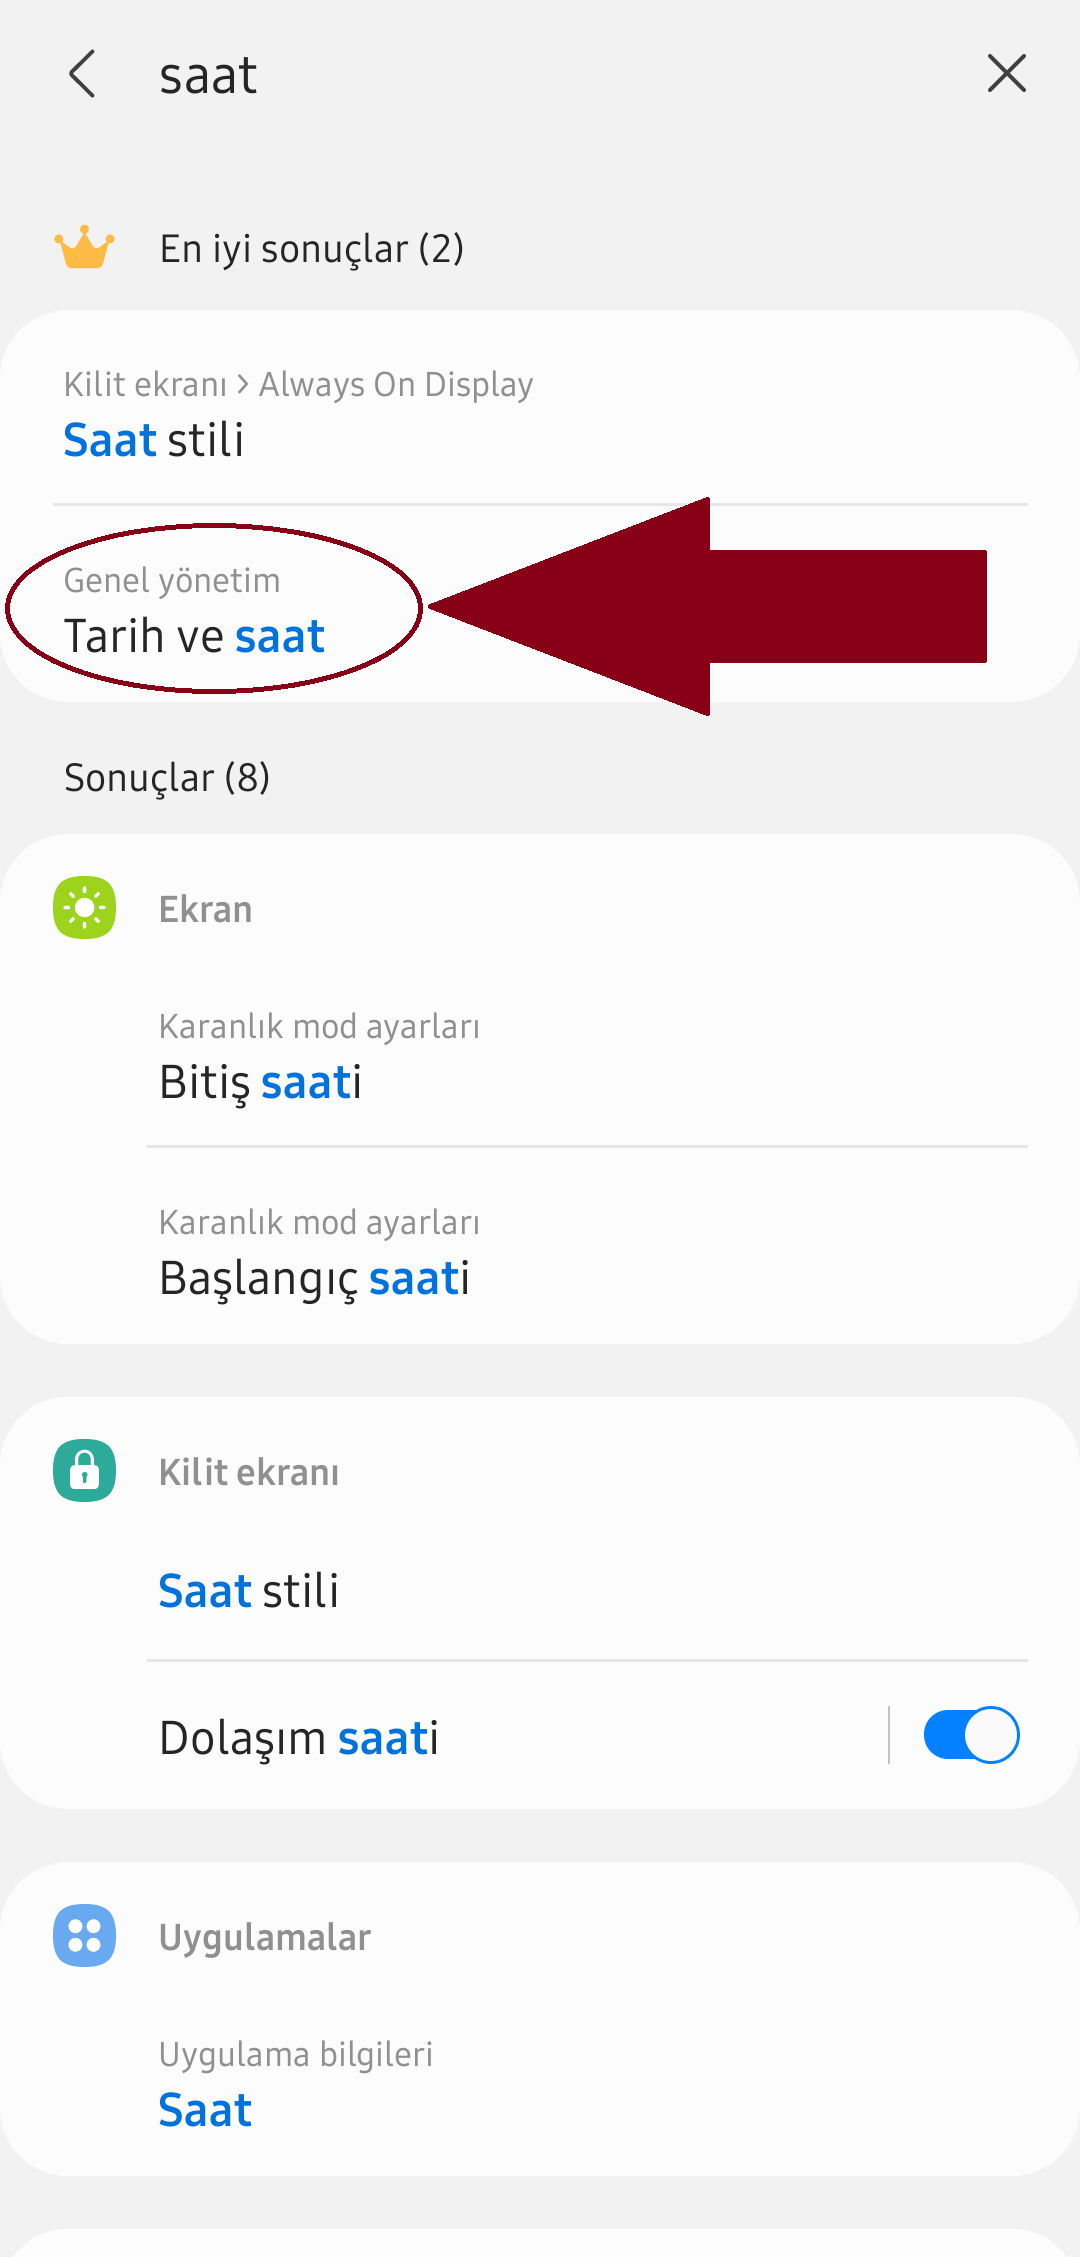 saat
En iyi sonuçlar (2)
Kilit ekranı > Always On Display
Saat stili
Genel yönetim
Tarih ve saat
Sonuçlar (8)
Ekran
Karanlık mod ayarları
Bitiş saati
Karanlık mod ayarları
Başlangıç saati
Kilit ekranı
Saat stili
Dolaşım saati
Uygulamalar
Uygulama bilgileri
Saat